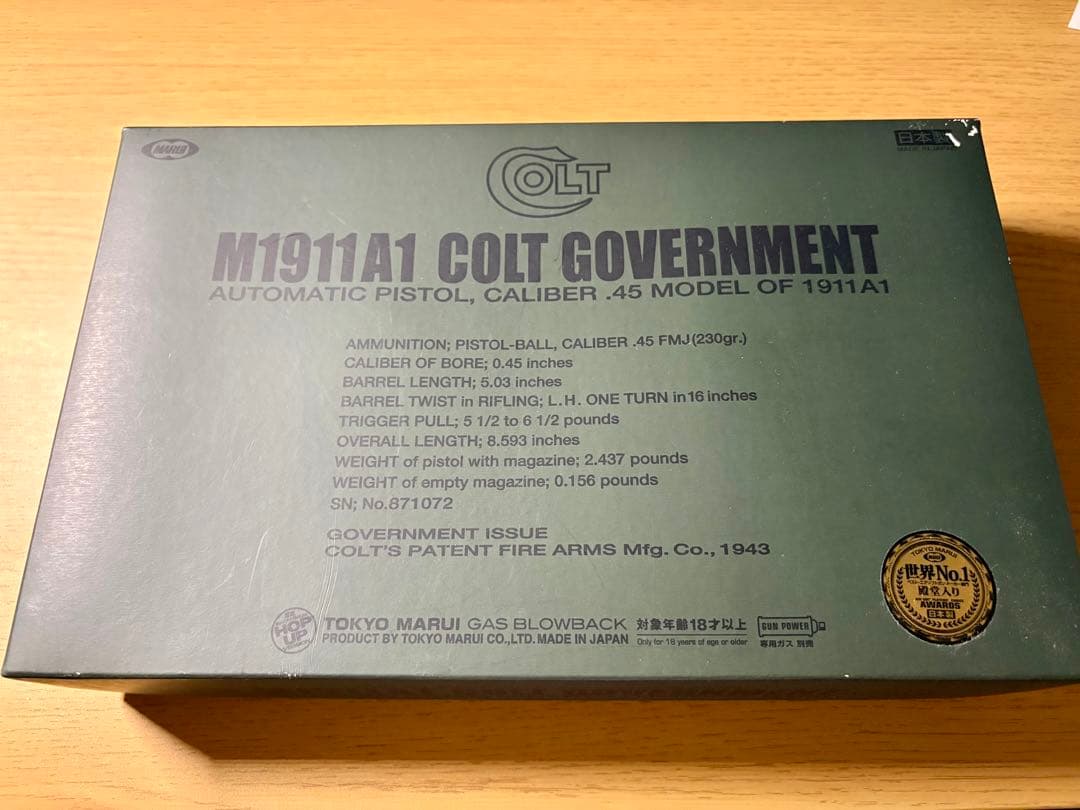 MARUI
日本製
MADE IN JAPAN
COLT
M1911A1 COLT GOVERNMENT
AUTOMATIC PISTOL, CALIBER .45 MODEL OF 1911A1
AMMUNITION; PISTOL-BALL, CALIBER .45 FMJ(230gr.)
CALIBER OF BORE; 0.45 inches
BARREL LENGTH; 5.03 inches
BARREL TWIST in RIFLING; L.H. ONE TURN in 16 inches
TRIGGER PULL; 5 1/2 to 6 1/2 pounds
OVERALL LENGTH; 8.593 inches
WEIGHT of pistol with magazine; 2.437 pounds
WEIGHT of empty magazine; 0.156 pounds
SN; No.871072
GOVERNMENT ISSUE
COLT'S PATENT FIRE ARMS Mfg. Co., 1943
TOKYO MARUI
MARUI
世界No.1
殿堂入り
AWARDS
日本製
HOP
UP
TOKYO MARUI GAS BLOWBACK 対象年齢18才以上
PRODUCT BY TOKYO MARUI CO.,LTD. MADE IN JAPAN
Only for 18 years of age or older
GUN POWER
専用ガス 別売